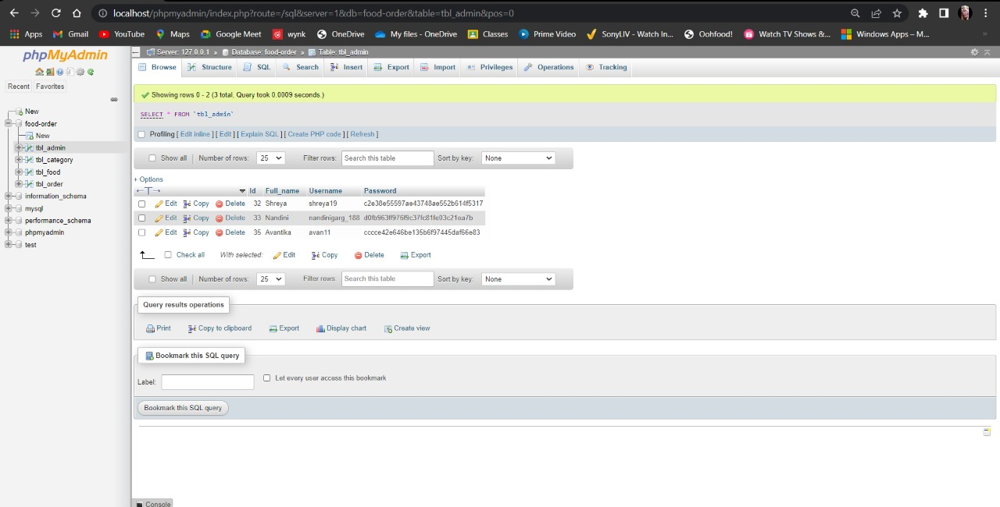 localhost/phpmyadmin/index.php?route=/sql&server=1&db=food-order&table=tbl_admin&pos=0
Apps Gmail YouTube Maps Google Meet wynk OneDrive My files - OneDrive Classes Prime Video SonyLIV - Watch In... Oohfood! Watch TV Shows &... Windows Apps – M... »
phpMyAdmin
Recent Favorites
New
food-order
New
tbl_admin
tbl_category
tbl_food
tbl_order
information_schema
mysql
performance_schema
phpmyadmin
test
Server: 127.0.0.1 » Database: food-order » Table: tbl_admin
Browse Structure SQL Search Insert Export Import Privileges Operations Tracking
Showing rows 0 - 2 (3 total, Query took 0.0009 seconds.)
SELECT * FROM `tbl_admin`
Profiling [ Edit inline ] [ Edit ] [ Explain SQL ] [ Create PHP code ] [ Refresh ]
Show all Number of rows: 25 Filter rows: Search this table Sort by key: None
+ Options
←T→ Id Full_name Username Password
Edit Copy Delete 32 Shreya shreya19 c2e38e55597ae43748ae552b614f5317
Edit Copy Delete 33 Nandini nandinigarg_188 d0fb963ff976f9c37fc81fe03c21ea7b
Edit Copy Delete 35 Avantika avan11 cccce42e646be135b6f97445daf66e83
Check all With selected: Edit Copy Delete Export
Show all Number of rows: 25 Filter rows: Search this table Sort by key: None
Query results operations
Print Copy to clipboard Export Display chart Create view
Bookmark this SQL query
Label: Let every user access this bookmark
Bookmark this SQL query
Console